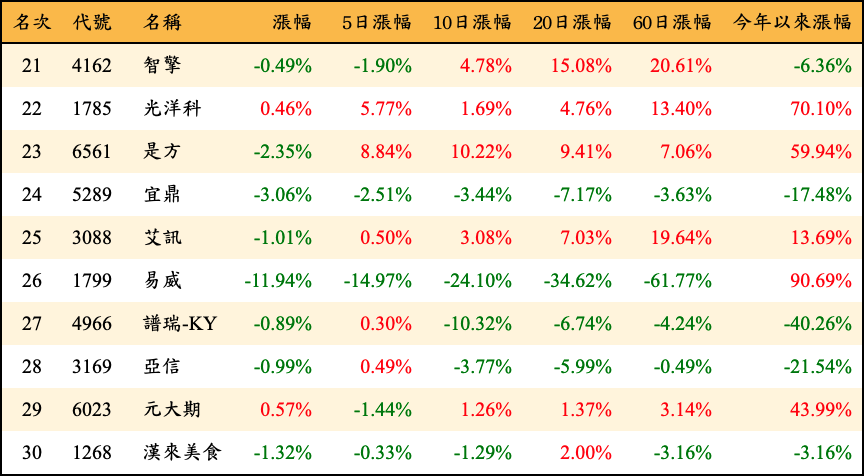 名次 代號 名稱 漲幅 5日漲幅 10日漲幅 20日漲幅 60日漲幅 今年以來漲幅
21 4162 智擎 -0.49% -1.90% 4.78% 15.08% 20.61% -6.36%
22 1785 光洋科 0.46% 5.77% 1.69% 4.76% 13.40% 70.10%
23 6561 是方 -2.35% 8.84% 10.22% 9.41% 7.06% 59.94%
24 5289 宜鼎 -3.06% -2.51% -3.44% -7.17% -3.63% -17.48%
25 3088 艾訊 -1.01% 0.50% 3.08% 7.03% 19.64% 13.69%
26 1799 易威 -11.94% -14.97% -24.10% -34.62% -61.77% 90.69%
27 4966 譜瑞-KY -0.89% 0.30% -10.32% -6.74% -4.24% -40.26%
28 3169 亞信 -0.99% 0.49% -3.77% -5.99% -0.49% -21.54%
29 6023 元大期 0.57% -1.44% 1.26% 1.37% 3.14% 43.99%
30 1268 漢來美食 -1.32% -0.33% -1.29% 2.00% -3.16% -3.16%